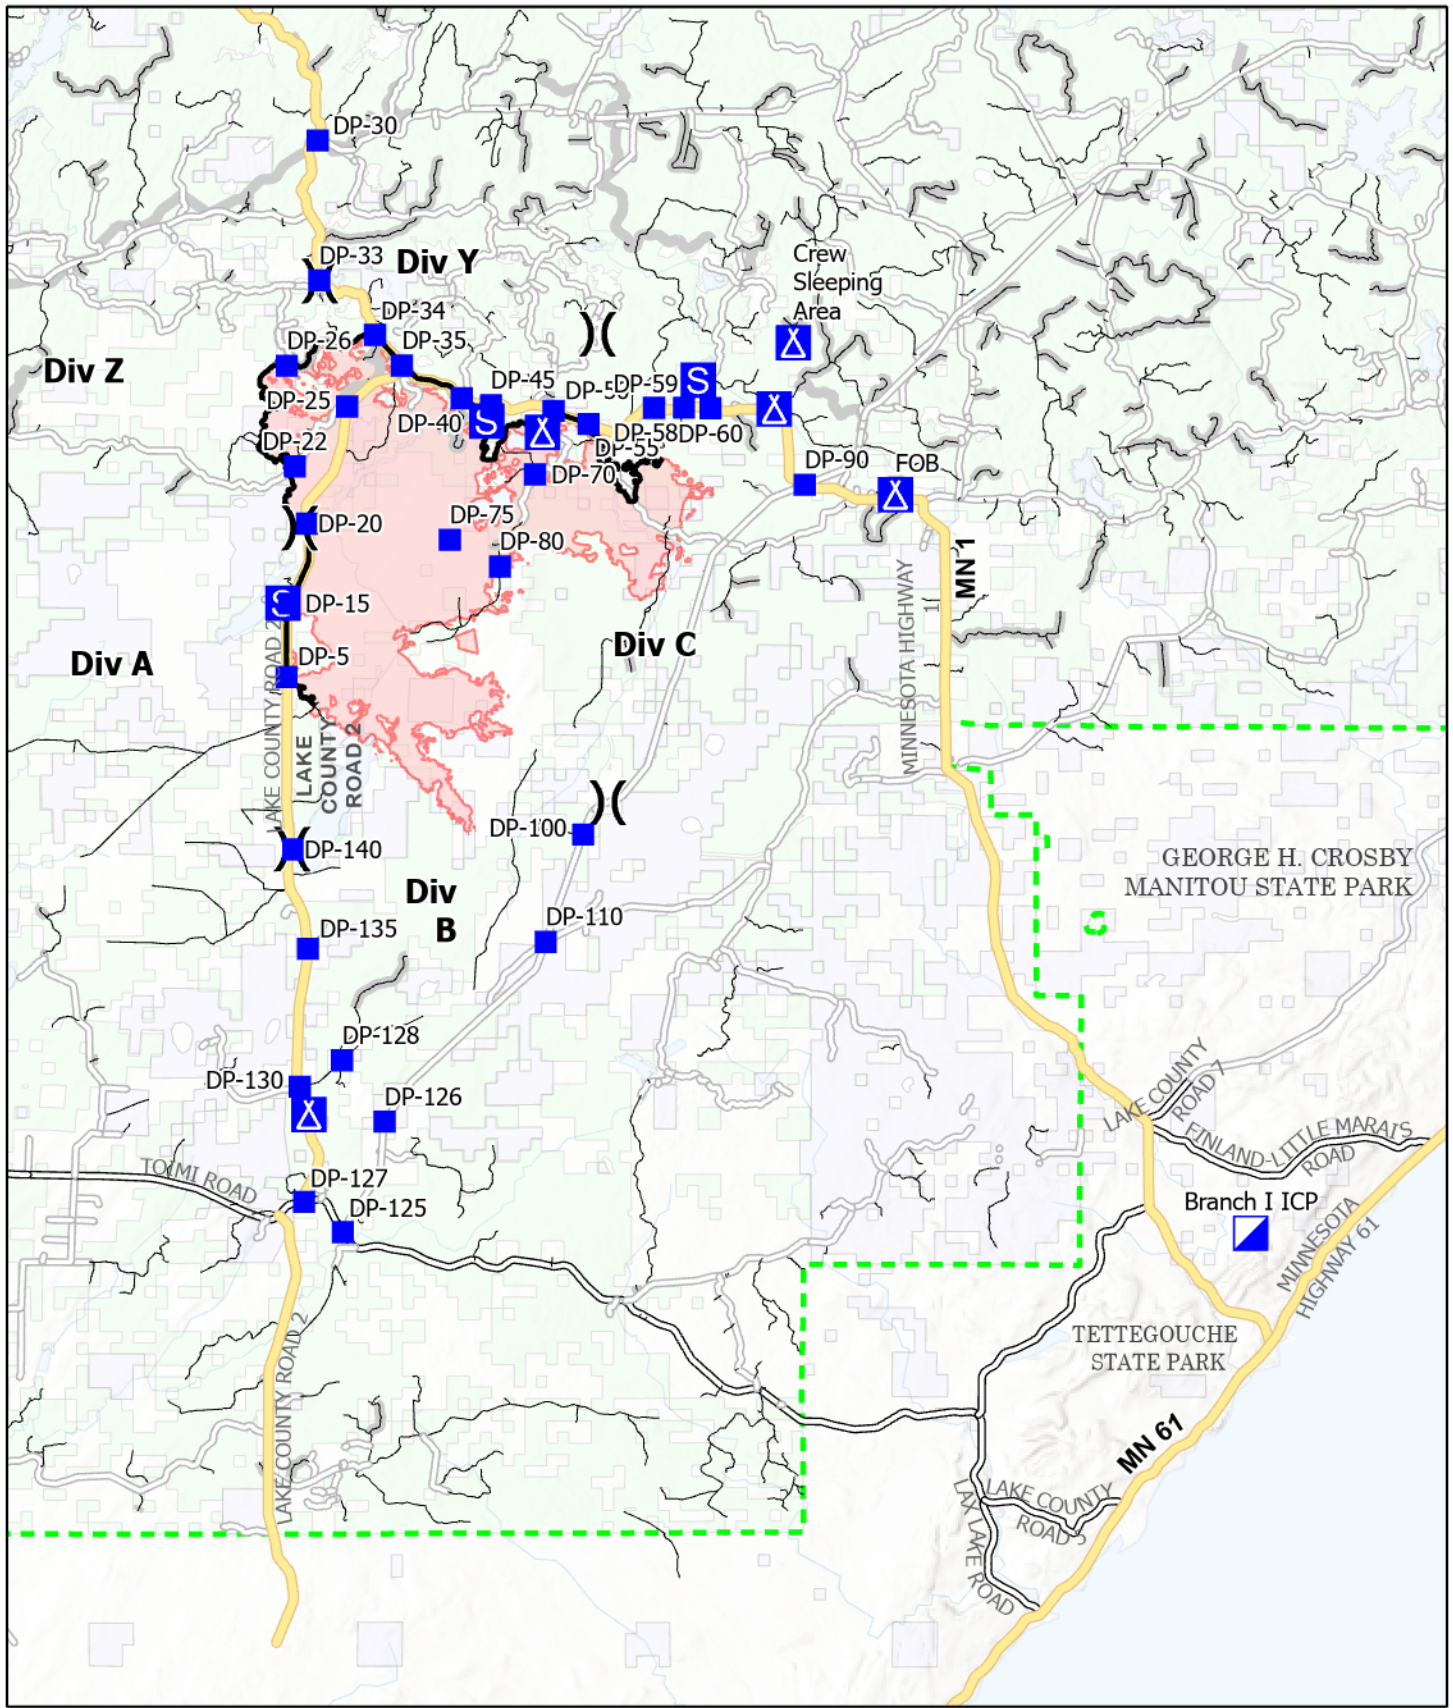 DP-30
DP-33
Div Y
Crew
Sleeping
Area
DP-34
DP-26
DP-35
Div Z
DP-45
DP-59
S
DP-25
DP-40
S
DP-58
DP-60
DP-55
DP-22
DP-70
DP-90
FOB
DP-75
DP-20
DP-80
MN 1
MINNESOTA HIGHWAY
1
DP-15
Div C
Div A
DP-5
LAKE COUNTY ROAD 2
LAKE
COUNTY
ROAD 2
DP-100
DP-140
GEORGE H. CROSBY
MANITOU STATE PARK
Div
B
DP-110
DP-135
DP-128
DP-130
DP-126
LAKE COUNTY
ROAD 7
FINLAND-LITTLE MARAIS
ROAD
TOIMI ROAD
DP-127
DP-125
Branch I ICP
MINNESOTA
HIGHWAY 61
TETTEGOUCHE
STATE PARK
LAKE COUNTY ROAD 2
MN 61
LAKE COUNTY
ROAD 5
LAX LAKE ROAD